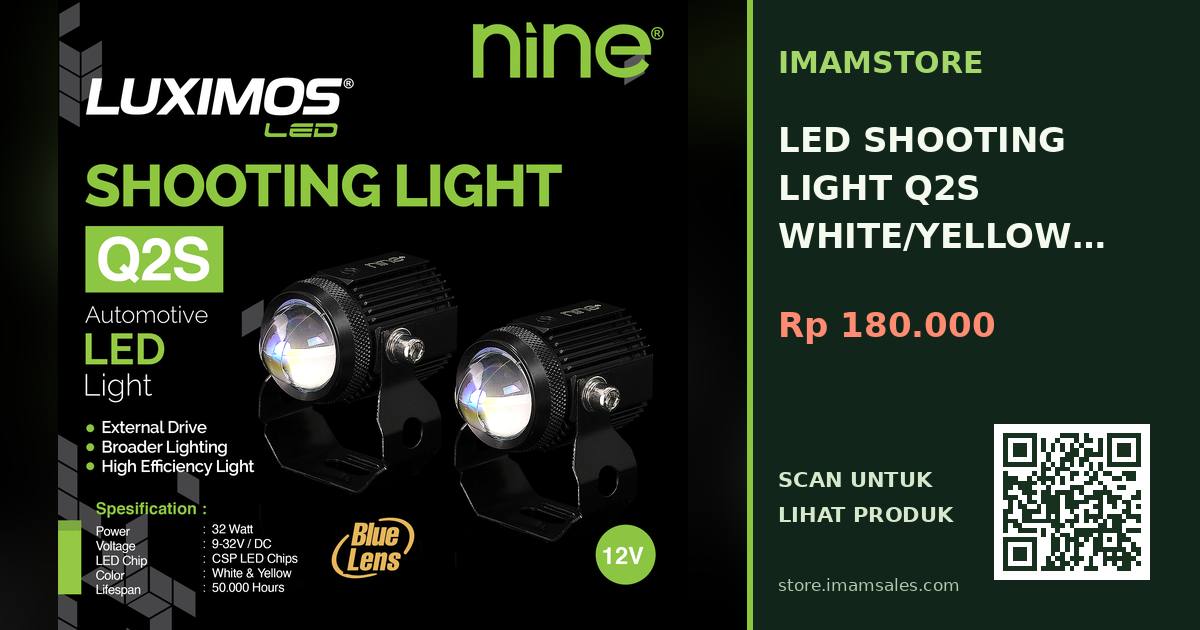 nine®
LUXIMOS®
LED
SHOOTING LIGHT
Q2S
Automotive
LED
Light
• External Drive
• Broader Lighting
• High Efficiency Light
Spesification :
Power : 32 Watt
Voltage : 9-32V / DC
LED Chip : CSP LED Chips
Color : White & Yellow
Lifespan : 50.000 Hours
nine
nine
Blue
Lens
12V
IMAMSTORE
LED SHOOTING
LIGHT Q2S
WHITE/YELLOW...
Rp 180.000
SCAN UNTUK
LIHAT PRODUK
store.imamsales.com